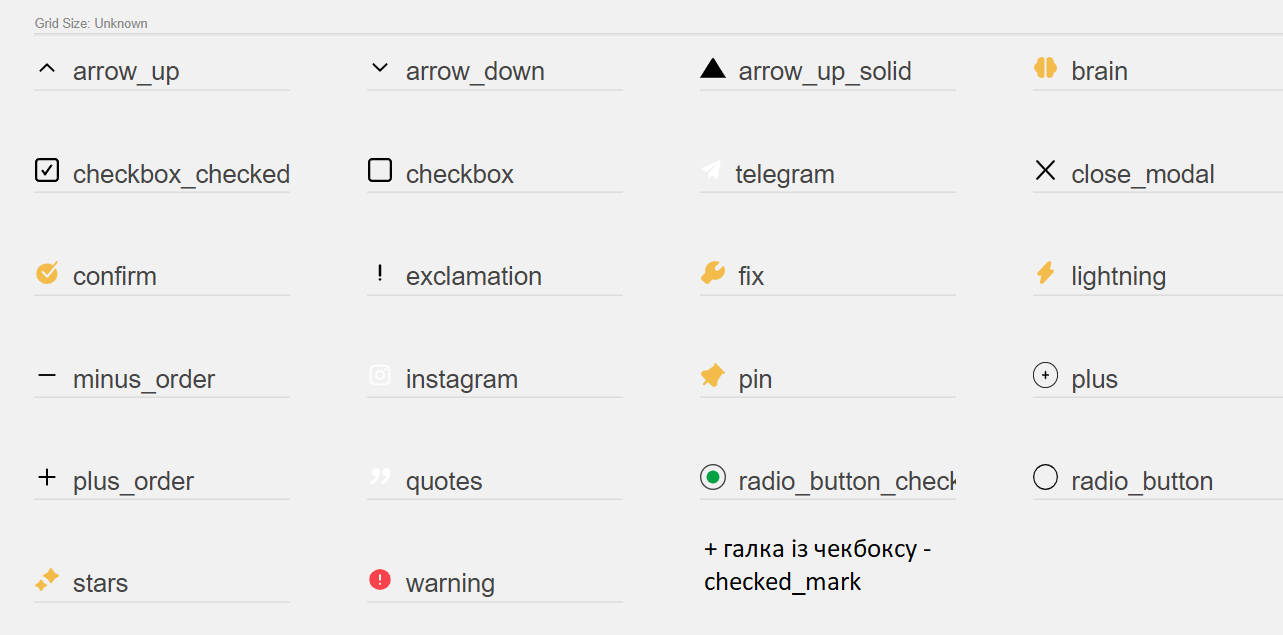 Grid Size: Unknown
arrow_up
arrow_down
arrow_up_solid
brain
checkbox_checked
checkbox
telegram
close_modal
confirm
exclamation
fix
lightning
minus_order
instagram
pin
plus
plus_order
quotes
radio_button_check
radio_button
+ галка із чекбоксу -
checked_mark
stars
warning